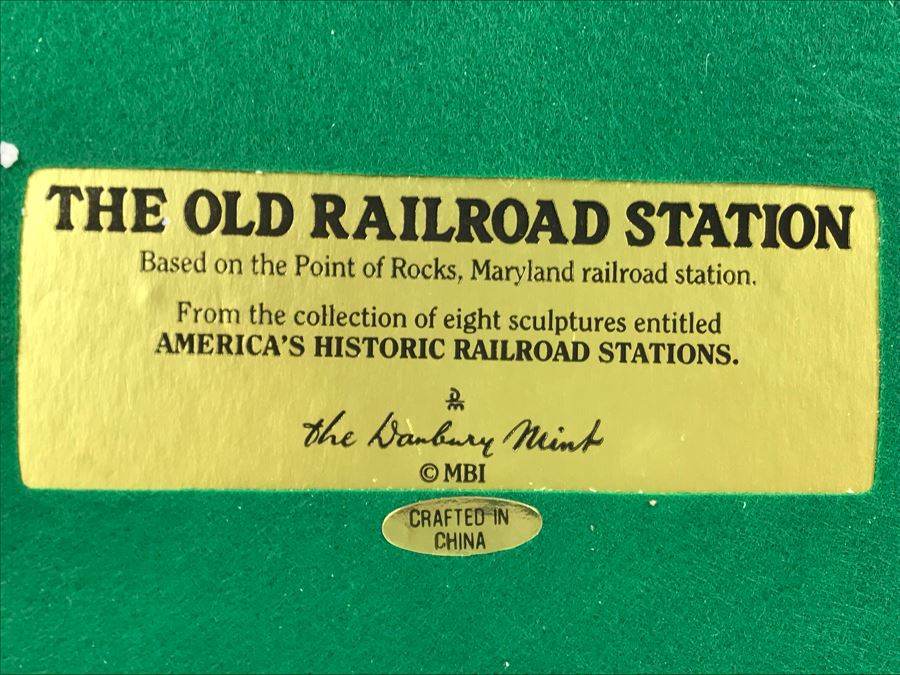 THE OLD RAILROAD STATION
Based on the Point of Rocks, Maryland railroad station.
From the collection of eight sculptures entitled
AMERICA'S HISTORIC RAILROAD STATIONS.
DM
the Danbury Mint
© MBI
CRAFTED IN
CHINA